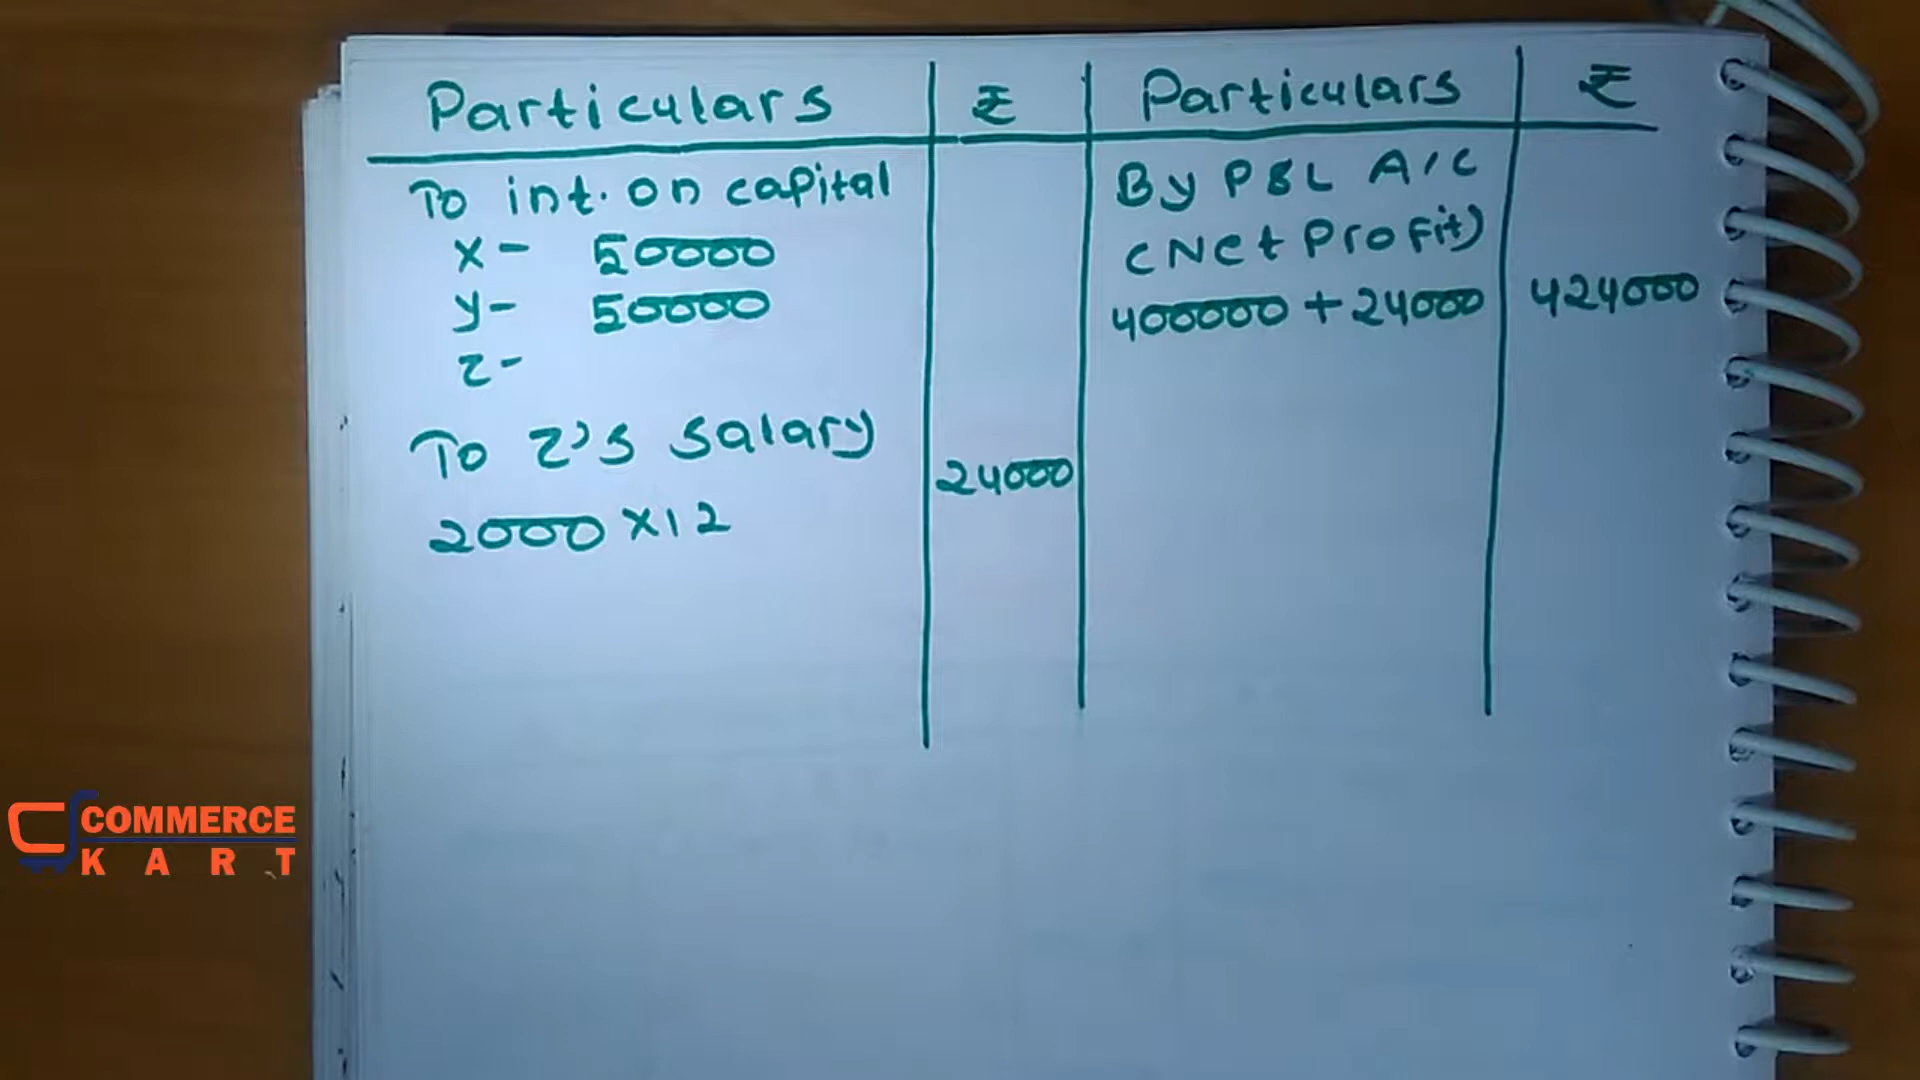 Particulars | ₹ | Particulars | ₹
To int. on capital
X- 50000
Y- 50000
Z-
To Z's salary
24000
2000 x12
By P&L A/C
(Net Profit)
400000 + 24000
424000
COMMERCE
KART